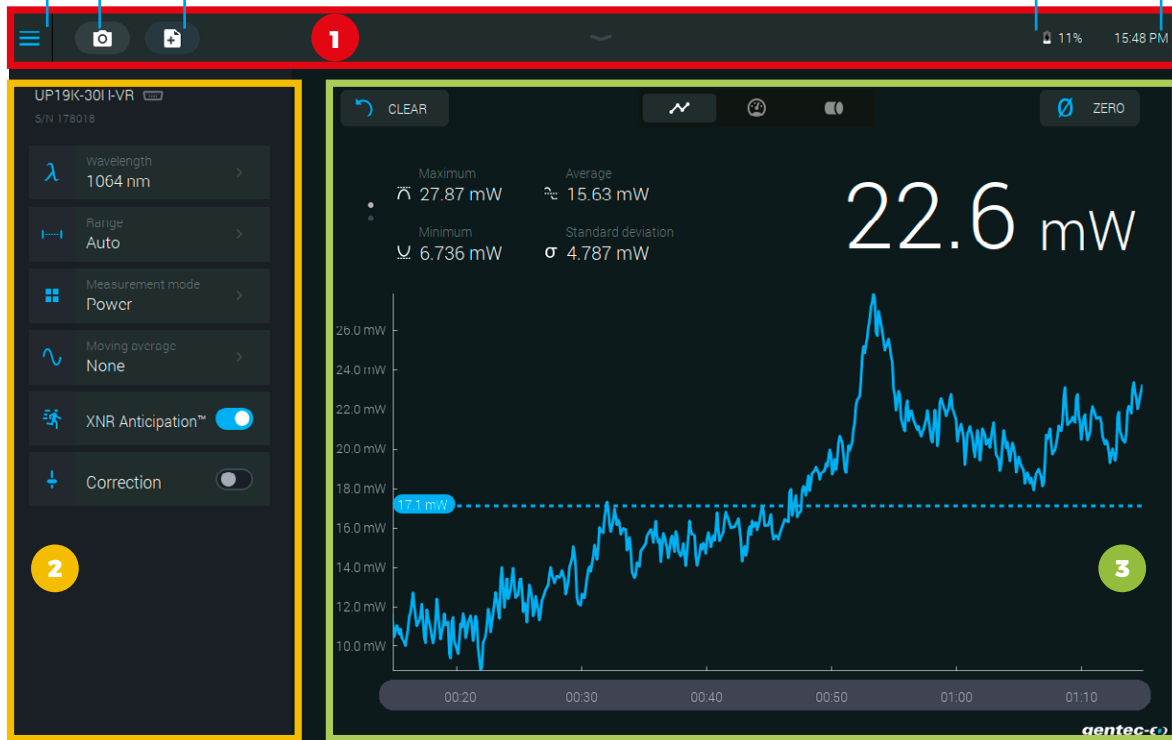 1
11%
15:48 PM
UP19K-30H-VR
S/N 178018
λ
Wavelength
1064 nm
Range
Auto
Measurement mode
Power
Moving average
None
XNR Anticipation™
Correction
2
CLEAR
Ø ZERO
Maximum
27.87 mW
Average
15.63 mW
Minimum
6.736 mW
Standard deviation
σ 4.787 mW
22.6 mW
26.0 mW
24.0 mW
22.0 mW
20.0 mW
18.0 mW
17.1 mW
16.0 mW
14.0 mW
12.0 mW
10.0 mW
3
00:20 00:30 00:40 00:50 01:00 01:10
gentec-eo